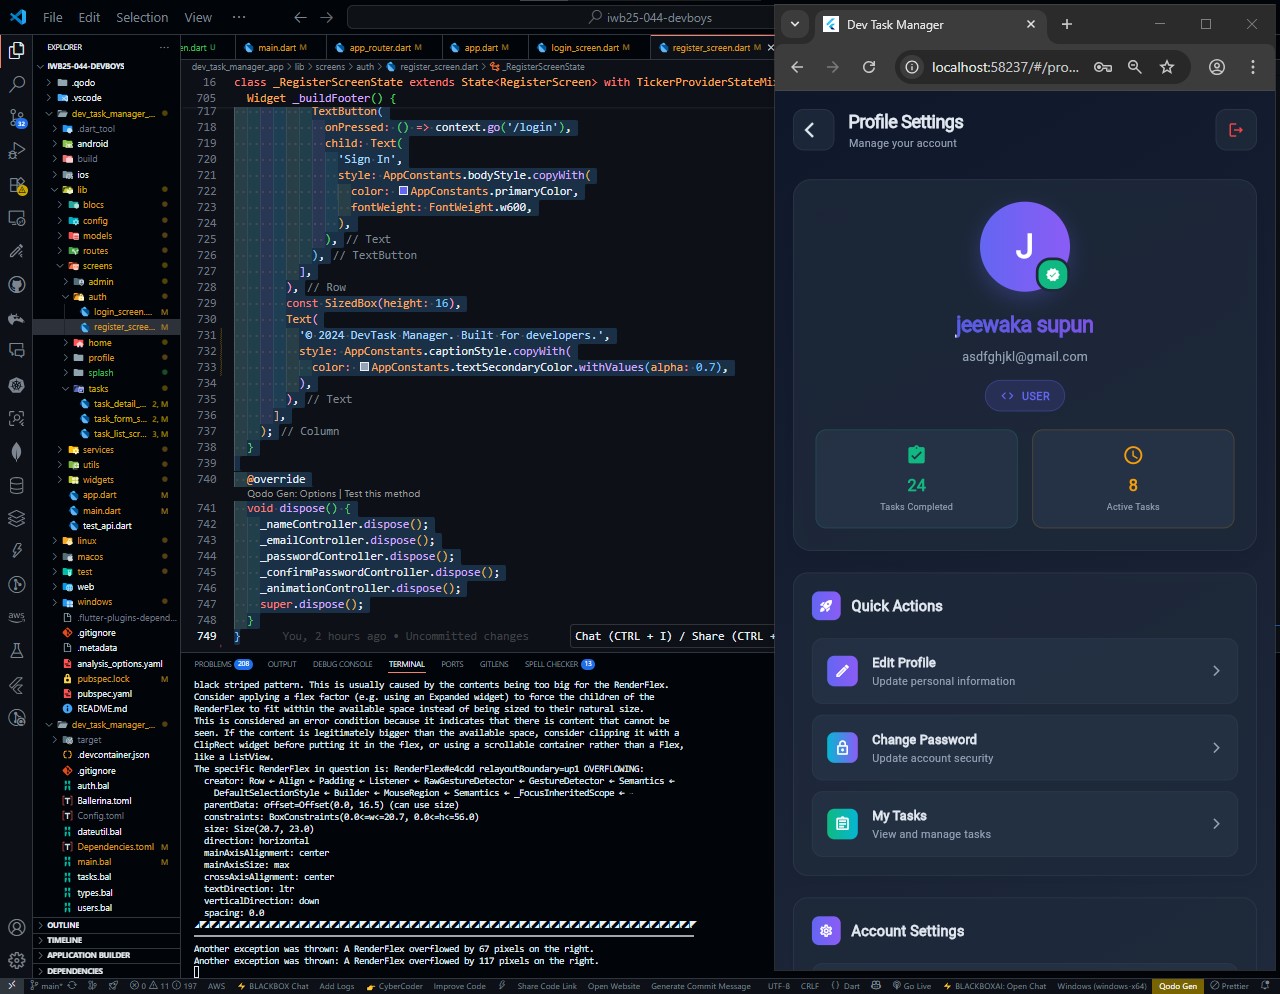 File Edit Selection View ···
iwb25-044-devboys
EXPLORER
IWB25-044-DEVBOYS
.qodo
.vscode
dev_task_manager_...
.dart_tool
android
build
ios
lib
blocs
config
models
routes
screens
admin
auth
login_screen....
register_scree...
home
profile
splash
tasks
task_detail_... 2, M
task_form_s... 2, M
task_list_scr... 3, M
services
utils
widgets
app.dart M
main.dart M
test_api.dart
linux
macos
test
web
windows
.flutter-plugins-depend...
.gitignore
.metadata
analysis_options.yaml
pubspec.lock M
pubspec.yaml
README.md
dev_task_manager_...
target
.devcontainer.json
.gitignore
auth.bal
Ballerina.toml
Config.toml
dateutil.bal
Dependencies.toml M
main.bal M
tasks.bal
types.bal
users.bal
OUTLINE
TIMELINE
APPLICATION BUILDER
DEPENDENCIES
32
aws
en.dart U main.dart M app_router.dart M app.dart M login_screen.dart M register_screen.dart M
dev_task_manager_app > lib > screens > auth > register_screen.dart > _RegisterScreenState
16 class _RegisterScreenState extends State<RegisterScreen> with TickerProviderStateMi
705 Widget _buildFooter() {
717 TextButton(
718 onPressed: () => context.go('/login'),
719 child: Text(
720 'Sign In',
721 style: AppConstants.bodyStyle.copyWith(
722 color: AppConstants.primaryColor,
723 fontWeight: FontWeight.w600,
724 ),
725 ), // Text
726 ), // TextButton
727 ],
728 ), // Row
729 const SizedBox(height: 16),
730 Text(
731 '© 2024 DevTask Manager. Built for developers.',
732 style: AppConstants.captionStyle.copyWith(
733 color: AppConstants.textSecondaryColor.withValues(alpha: 0.7),
734 ),
735 ), // Text
736 ],
737 ); // Column
738 }
739
740 @override
Qodo Gen: Options | Test this method
741 void dispose() {
742 _nameController.dispose();
743 _emailController.dispose();
744 _passwordController.dispose();
745 _confirmPasswordController.dispose();
746 _animationController.dispose();
747 super.dispose();
748 }
749 } You, 2 hours ago • Uncommitted changes
Chat (CTRL + I) / Share (CTRL +
PROBLEMS 208 OUTPUT DEBUG CONSOLE TERMINAL PORTS GITLENS SPELL CHECKER 13
black striped pattern. This is usually caused by the contents being too big for the RenderFlex.
Consider applying a flex factor (e.g. using an Expanded widget) to force the children of the
RenderFlex to fit within the available space instead of being sized to their natural size.
This is considered an error condition because it indicates that there is content that cannot be
seen. If the content is legitimately bigger than the available space, consider clipping it with a
ClipRect widget before putting it in the flex, or using a scrollable container rather than a Flex,
like a ListView.
The specific RenderFlex in question is: RenderFlex#e4cdd relayoutBoundary=up1 OVERFLOWING:
creator: Row ← Align ← Padding ← Listener ← RawGestureDetector ← GestureDetector ← Semantics ←
DefaultSelectionStyle ← Builder ← MouseRegion ← Semantics ← _FocusInheritedScope ← ⋯
parentData: offset=Offset(0.0, 16.5) (can use size)
constraints: BoxConstraints(0.0<=w<=20.7, 0.0<=h<=56.0)
size: Size(20.7, 23.0)
direction: horizontal
mainAxisAlignment: center
mainAxisSize: max
crossAxisAlignment: center
textDirection: ltr
verticalDirection: down
spacing: 0.0
Another exception was thrown: A RenderFlex overflowed by 67 pixels on the right.
Another exception was thrown: A RenderFlex overflowed by 117 pixels on the right.
Dev Task Manager
localhost:58237/#/pro...
Profile Settings
Manage your account
J
jeewaka supun
asdfghjkl@gmail.com
<> USER
24
Tasks Completed
8
Active Tasks
Quick Actions
Edit Profile
Update personal information
Change Password
Update account security
My Tasks
View and manage tasks
Account Settings
main* 0 11 197 AWS BLACKBOX Chat Add Logs CyberCoder Improve Code Share Code Link Open Website Generate Commit Message UTF-8 CRLF {} Dart Go Live BLACKBOXAI: Open Chat Windows (windows-x64) Qodo Gen Prettier